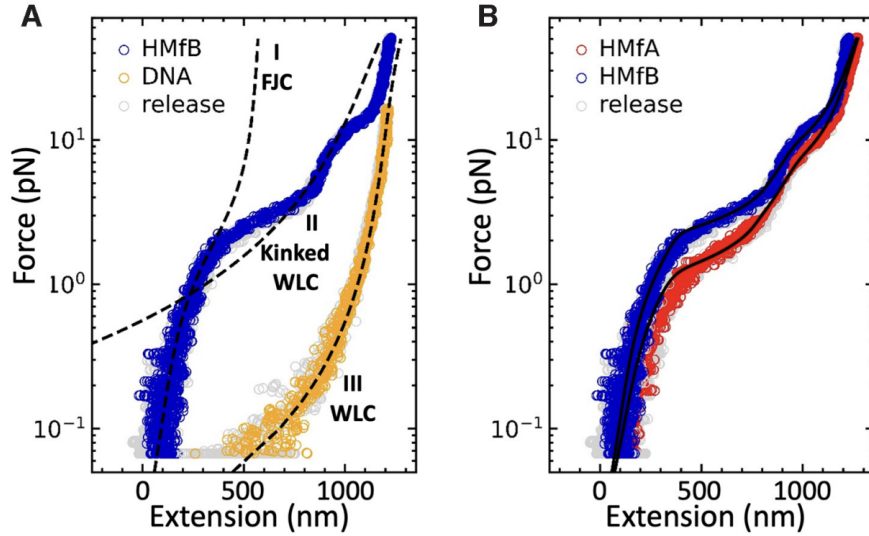 A
HMfB
DNA
release
I
FJC
II
Kinked
WLC
III
WLC
Force (pN)
10¹
10⁰
10⁻¹
0 500 1000
Extension (nm)
B
HMfA
HMfB
release
Force (pN)
10¹
10⁰
10⁻¹
0 500 1000
Extension (nm)